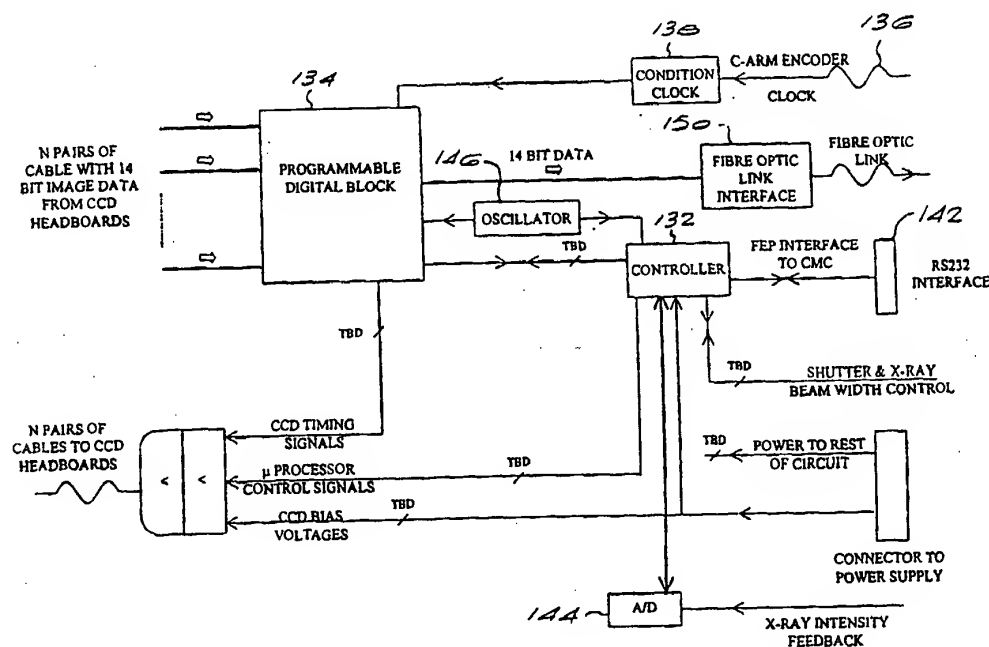 138
136
C-ARM ENCODER
CLOCK
CONDITION
CLOCK
134
150
N PAIRS OF
CABLE WITH 14
BIT IMAGE DATA
FROM CCD
HEADBOARDS
PROGRAMMABLE
DIGITAL BLOCK
146
14 BIT DATA
FIBRE OPTIC
LINK
INTERFACE
FIBRE OPTIC
LINK
OSCILLATOR
132
142
TBD
CONTROLLER
FEP INTERFACE
TO CMC
RS232
INTERFACE
TBD
TBD
SHUTTER & X-RAY
BEAM WIDTH CONTROL
N PAIRS OF
CABLES TO CCD
HEADBOARDS
< <
CCD TIMING
SIGNALS
TBD
POWER TO REST
OF CIRCUIT
µ PROCESSOR
CONTROL SIGNALS
TBD
CCD BIAS
VOLTAGES
TBD
CONNECTOR TO
POWER SUPPLY
144
A/D
X-RAY INTENSITY
FEEDBACK